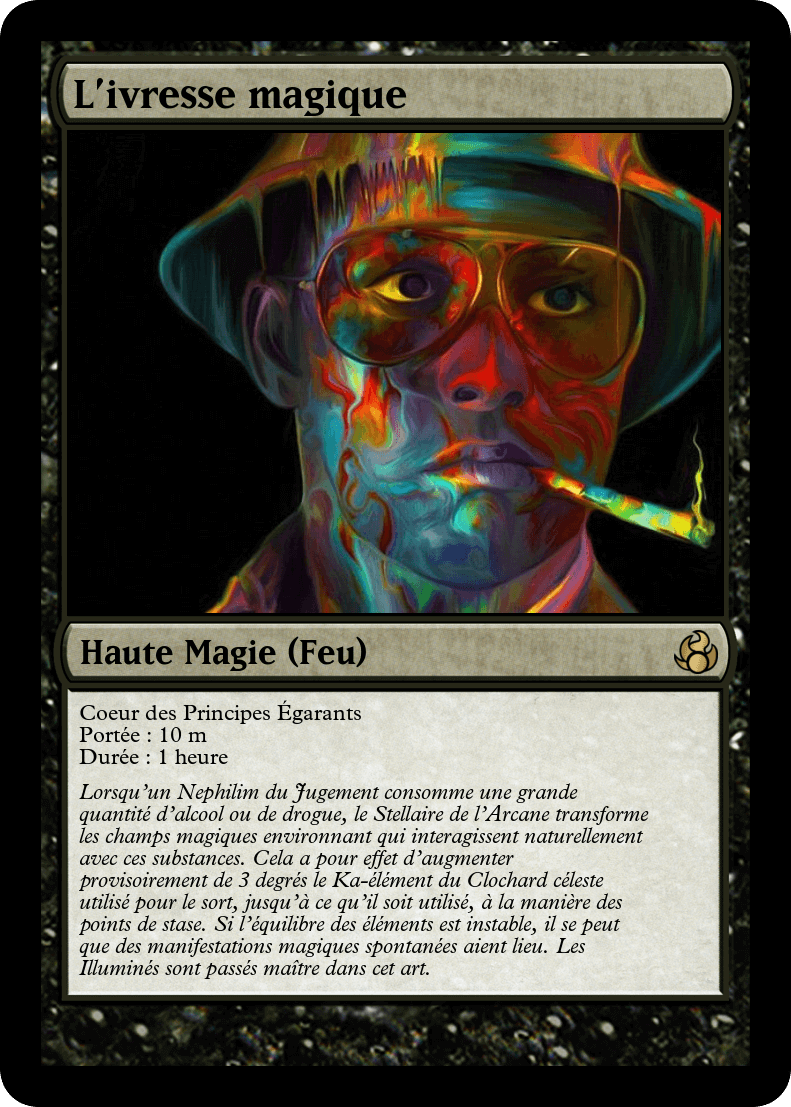 L'ivresse magique
Haute Magie (Feu)
Coeur des Principes Égarants
Portée : 10 m
Durée : 1 heure
Lorsqu'un Nephilim du Jugement consomme une grande
quantité d'alcool ou de drogue, le Stellaire de l'Arcane transforme
les champs magiques environnant qui interagissent naturellement
avec ces substances. Cela a pour effet d'augmenter
provisoirement de 3 degrés le Ka-élément du Clochard céleste
utilisé pour le sort, jusqu'à ce qu'il soit utilisé, à la manière des
points de stase. Si l'équilibre des éléments est instable, il se peut
que des manifestations magiques spontanées aient lieu. Les
Illuminés sont passés maître dans cet art.